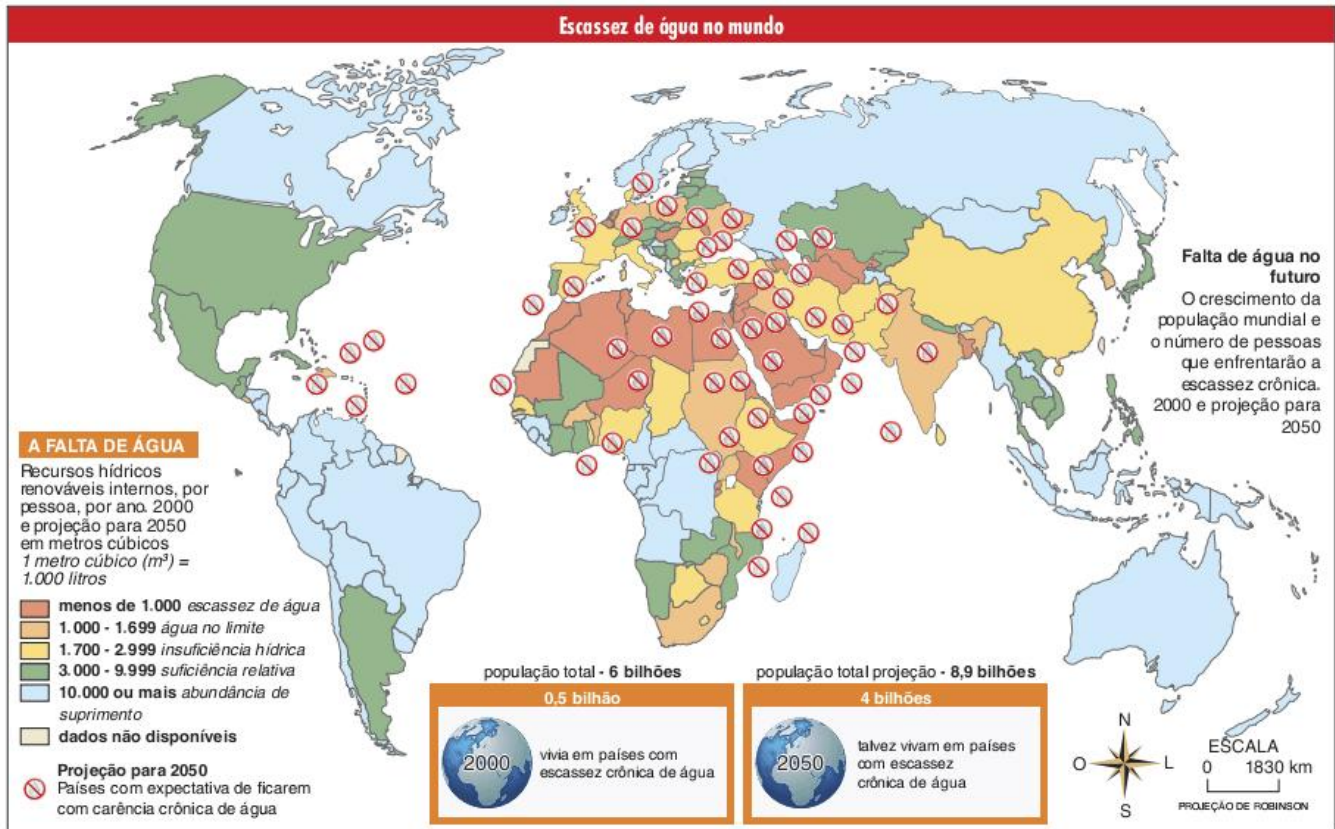 Escassez de água no mundo
Falta de água no
futuro
O crescimento da
população mundial e
o número de pessoas
que enfrentarão a
escassez crônica.
2000 e projeção para
2050
A FALTA DE ÁGUA
Recursos hídricos
renováveis internos, por
pessoa, por ano. 2000
e projeção para 2050
em metros cúbicos
1 metro cúbico (m³) =
1.000 litros
menos de 1.000 escassez de água
1.000 - 1.699 água no limite
1.700 - 2.999 insuficiência hídrica
3.000 - 9.999 suficiência relativa
10.000 ou mais abundância de
suprimento
dados não disponíveis
Projeção para 2050
Países com expectativa de ficarem
com carência crônica de água
população total - 6 bilhões
0,5 bilhão
2000
vivia em países com
escassez crônica de água
população total projeção - 8,9 bilhões
4 bilhões
2050
talvez vivam em países
com escassez
crônica de água
N
O
L
S
ESCALA
0 1830 km
PROJEÇÃO DE ROBINSON